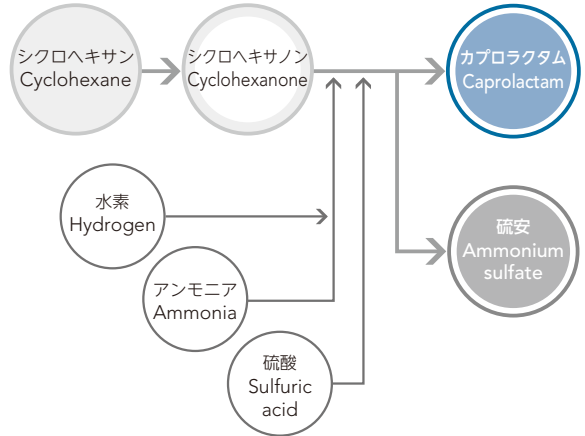 シクロヘキサン
Cyclohexane
シクロヘキサノン
Cyclohexanone
カプロラクタム
Caprolactam
水素
Hydrogen
硫安
Ammonium
sulfate
アンモニア
Ammonia
硫酸
Sulfuric
acid